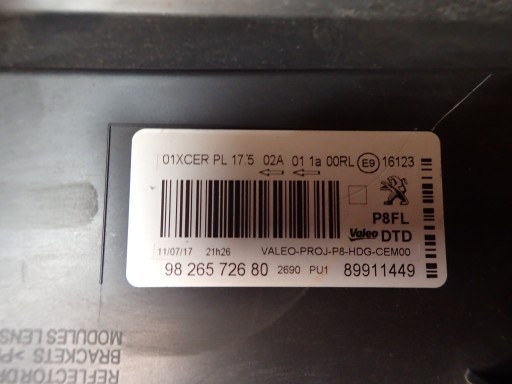 01XCER PL 17.5 02A 01 1a 00RL E9 16123
P8FL
Valeo DTD
11/07/17 21h26 VALEO-PROJ-P8-HDG-CEM00
98 265 726 80 2690 PU1 89911449
MODULES LENS
BRACKETS >P
REFLECTOR